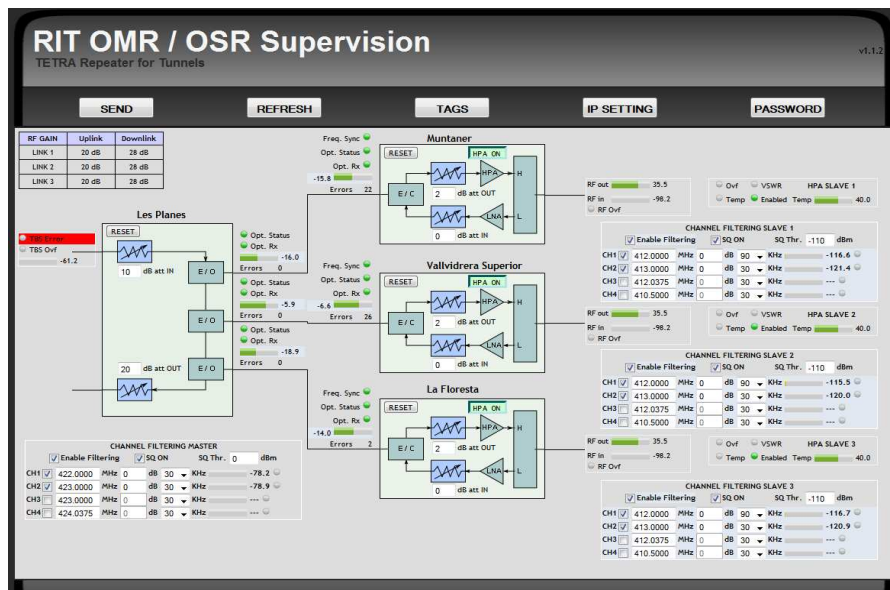 RIT OMR / OSR Supervision
TETRA Repeater for Tunnels
v1.1.2
SEND REFRESH TAGS IP SETTING PASSWORD
RF GAIN Uplink Downlink
LINK 1 20 dB 28 dB
LINK 2 20 dB 28 dB
LINK 3 20 dB 28 dB
Les Planes
TBS Error
TBS Ovf
-61.2
RESET
10 dB att IN
E/O
E/O
20 dB att OUT
E/O
Opt. Status
Opt. Rx
-16.0
Errors 0
Opt. Status
Opt. Rx
-5.9
Errors 0
Opt. Status
Opt. Rx
-18.9
Errors 0
CHANNEL FILTERING MASTER
Enable Filtering SQ ON SQ Thr. 0 dBm
CH1 422.0000 MHz 0 dB 30 KHz -78.2
CH2 423.0000 MHz 0 dB 30 KHz -78.9
CH3 423.0000 MHz 0 dB 30 KHz ---
CH4 424.0375 MHz 0 dB 30 KHz ---
Freq. Sync
Opt. Status
Opt. Rx
-15.8
Errors 22
Muntaner
RESET HPA ON
HPA H
E/C 2 dB att OUT
LNA L
0 dB att IN
Freq. Sync
Opt. Status
Opt. Rx
-6.6
Errors 26
Vallvidrera Superior
RESET HPA ON
HPA H
E/C 2 dB att OUT
LNA L
0 dB att IN
Freq. Sync
Opt. Status
Opt. Rx
-14.0
Errors 2
La Floresta
RESET HPA ON
HPA H
E/C 2 dB att OUT
LNA L
0 dB att IN
RF out 35.5
RF in -98.2
RF Ovf
Ovf VSWR HPA SLAVE 1
Temp Enabled Temp 40.0
CHANNEL FILTERING SLAVE 1
Enable Filtering SQ ON SQ Thr. -110 dBm
CH1 412.0000 MHz 0 dB 90 KHz -116.6
CH2 413.0000 MHz 0 dB 30 KHz -121.4
CH3 412.0375 MHz 0 dB 30 KHz ---
CH4 410.5000 MHz 0 dB 30 KHz ---
RF out 35.5
RF in -98.2
RF Ovf
Ovf VSWR HPA SLAVE 2
Temp Enabled Temp 40.0
CHANNEL FILTERING SLAVE 2
Enable Filtering SQ ON SQ Thr. -110 dBm
CH1 412.0000 MHz 0 dB 90 KHz -115.5
CH2 413.0000 MHz 0 dB 30 KHz -120.0
CH3 412.0375 MHz 0 dB 30 KHz ---
CH4 410.5000 MHz 0 dB 30 KHz ---
RF out 35.5
RF in -98.2
RF Ovf
Ovf VSWR HPA SLAVE 3
Temp Enabled Temp 40.0
CHANNEL FILTERING SLAVE 3
Enable Filtering SQ ON SQ Thr. -110 dBm
CH1 412.0000 MHz 0 dB 90 KHz -116.7
CH2 413.0000 MHz 0 dB 30 KHz -120.9
CH3 412.0375 MHz 0 dB 30 KHz ---
CH4 410.5000 MHz 0 dB 30 KHz ---